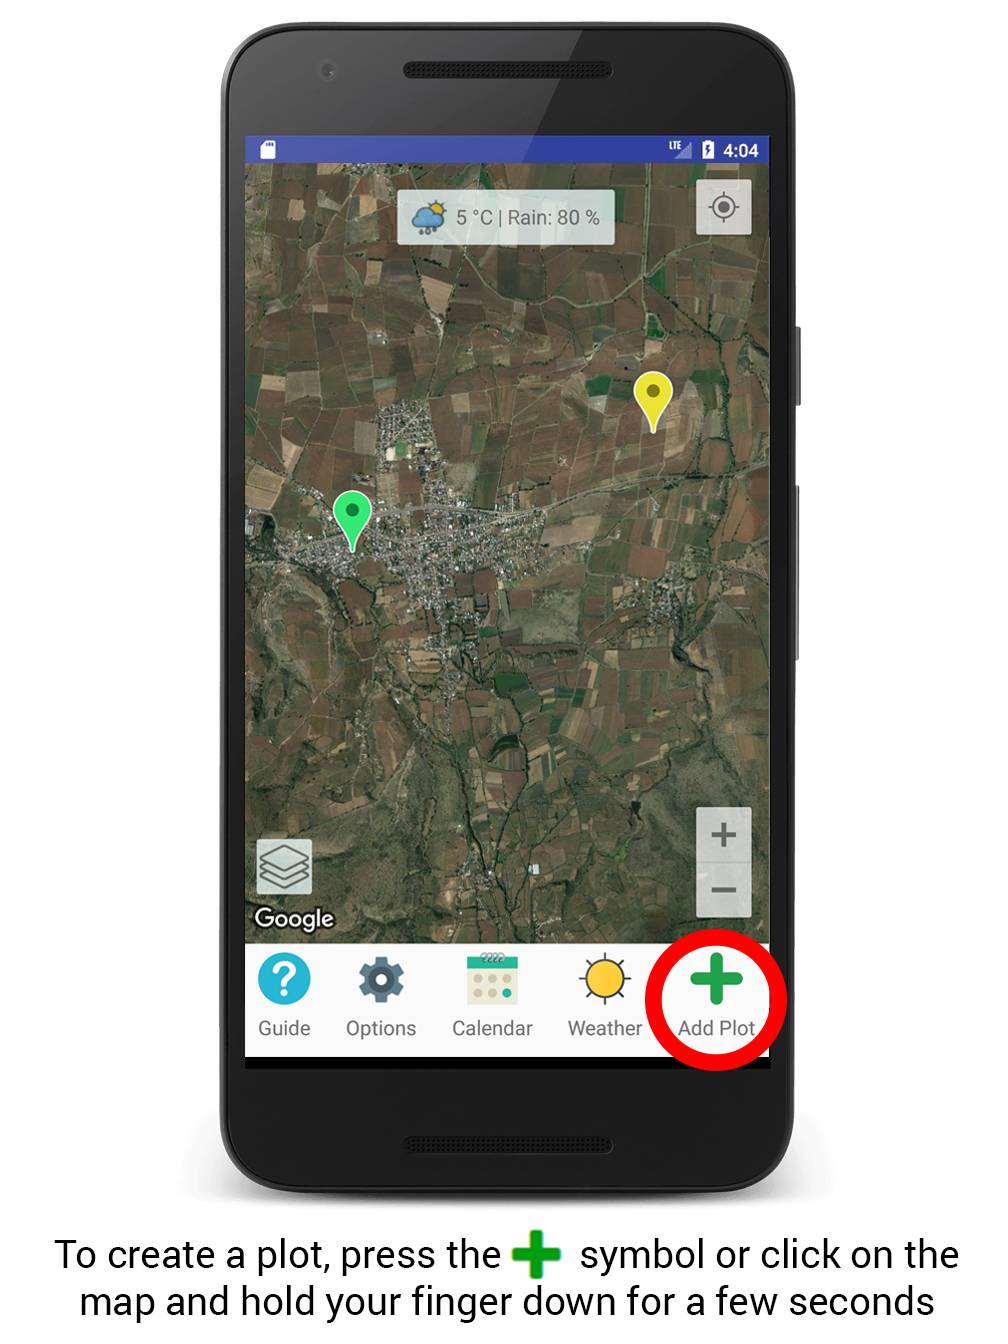 LTE 4:04
5 °C | Rain: 80 %
Google
Guide Options Calendar Weather Add Plot
To create a plot, press the symbol or click on the
map and hold your finger down for a few seconds